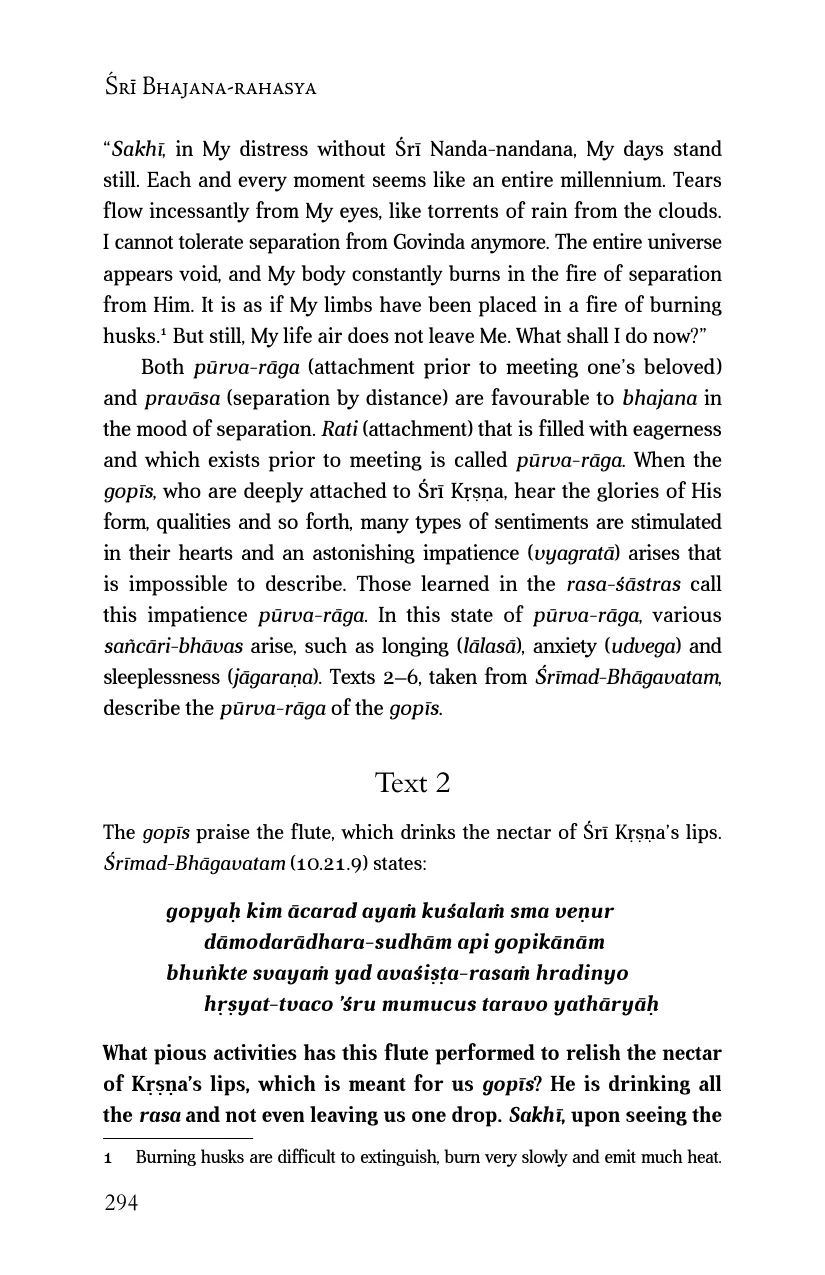 Śrī Bhajana-rahasya
“Sakhī, in My distress without Śrī Nanda-nandana, My days stand
still. Each and every moment seems like an entire millennium. Tears
flow incessantly from My eyes, like torrents of rain from the clouds.
I cannot tolerate separation from Govinda anymore. The entire universe
appears void, and My body constantly burns in the fire of separation
from Him. It is as if My limbs have been placed in a fire of burning
husks.¹ But still, My life air does not leave Me. What shall I do now?”
Both pūrva-rāga (attachment prior to meeting one’s beloved)
and pravāsa (separation by distance) are favourable to bhajana in
the mood of separation. Rati (attachment) that is filled with eagerness
and which exists prior to meeting is called pūrva-rāga. When the
gopīs, who are deeply attached to Śrī Kṛṣṇa, hear the glories of His
form, qualities and so forth, many types of sentiments are stimulated
in their hearts and an astonishing impatience (vyagratā) arises that
is impossible to describe. Those learned in the rasa-śāstras call
this impatience pūrva-rāga. In this state of pūrva-rāga, various
sañcāri-bhāvas arise, such as longing (lālasā), anxiety (udvega) and
sleeplessness (jāgaraṇa). Texts 2–6, taken from Śrīmad-Bhāgavatam,
describe the pūrva-rāga of the gopīs.
Text 2
The gopīs praise the flute, which drinks the nectar of Śrī Kṛṣṇa’s lips.
Śrīmad-Bhāgavatam (10.21.9) states:
gopyaḥ kim ācarad ayaṁ kuśalaṁ sma veṇur
dāmodarādhara-sudhām api gopikānām
bhuṅkte svayaṁ yad avaśiṣṭa-rasaṁ hradinyo
hṛṣyat-tvaco ’śru mumucus taravo yathāryāḥ
What pious activities has this flute performed to relish the nectar
of Kṛṣṇa’s lips, which is meant for us gopīs? He is drinking all
the rasa and not even leaving us one drop. Sakhī, upon seeing the
1 Burning husks are difficult to extinguish, burn very slowly and emit much heat.
294